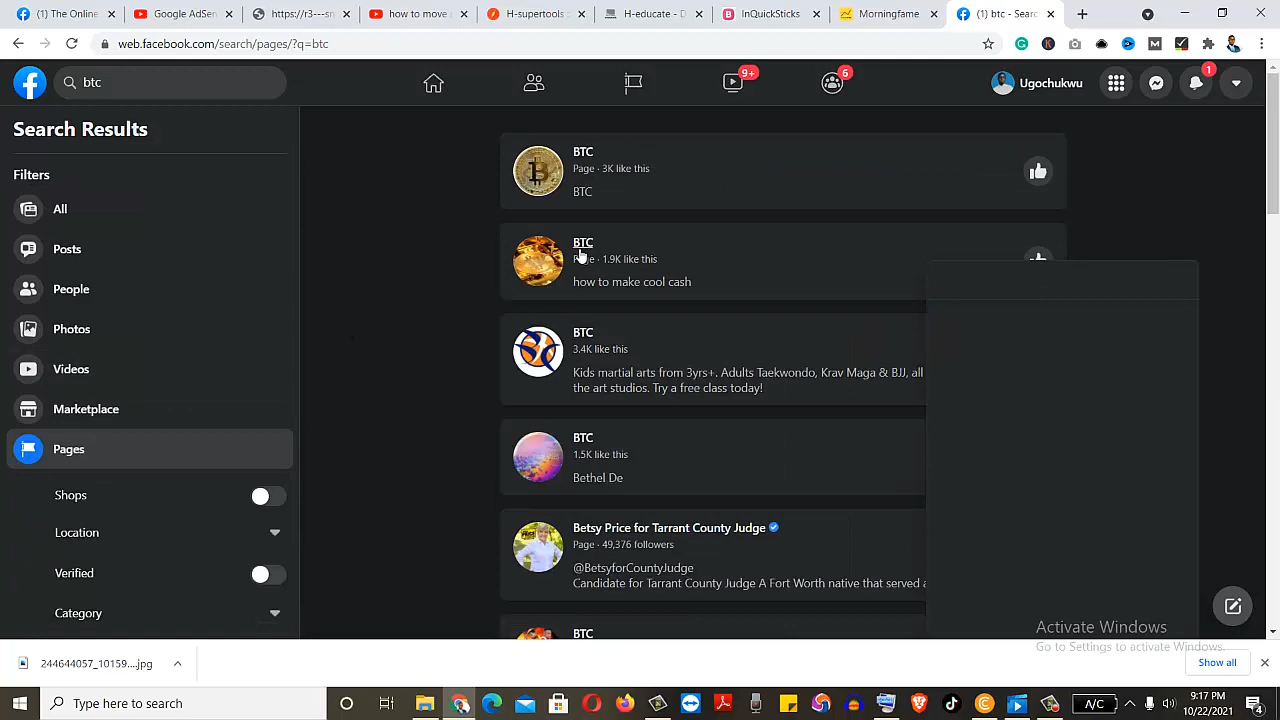 (1) The Online
Google AdSen
https://r3---sn
how to move
H-supertools :
H-educate - D
InQuickSticks
Morningfame
(1) btc - Sear
web.facebook.com/search/pages/?q=btc
btc
9+
6
Ugochukwu
1
Search Results
Filters
All
Posts
People
Photos
Videos
Marketplace
Pages
Shops
Location
Verified
Category
BTC
Page · 3K like this
BTC
BTC
Page · 1.9K like this
how to make cool cash
BTC
3.4K like this
Kids martial arts from 3yrs+. Adults Taekwondo, Krav Maga & BJJ, all
the art studios. Try a free class today!
BTC
1.5K like this
Bethel De
Betsy Price for Tarrant County Judge
Page · 49,376 followers
@BetsyforCountyJudge
Candidate for Tarrant County Judge A Fort Worth native that served a
BTC
Activate Windows
Go to Settings to activate Windows.
244644057_10159....jpg
Show all
Type here to search
A/C
9:17 PM
10/22/2021